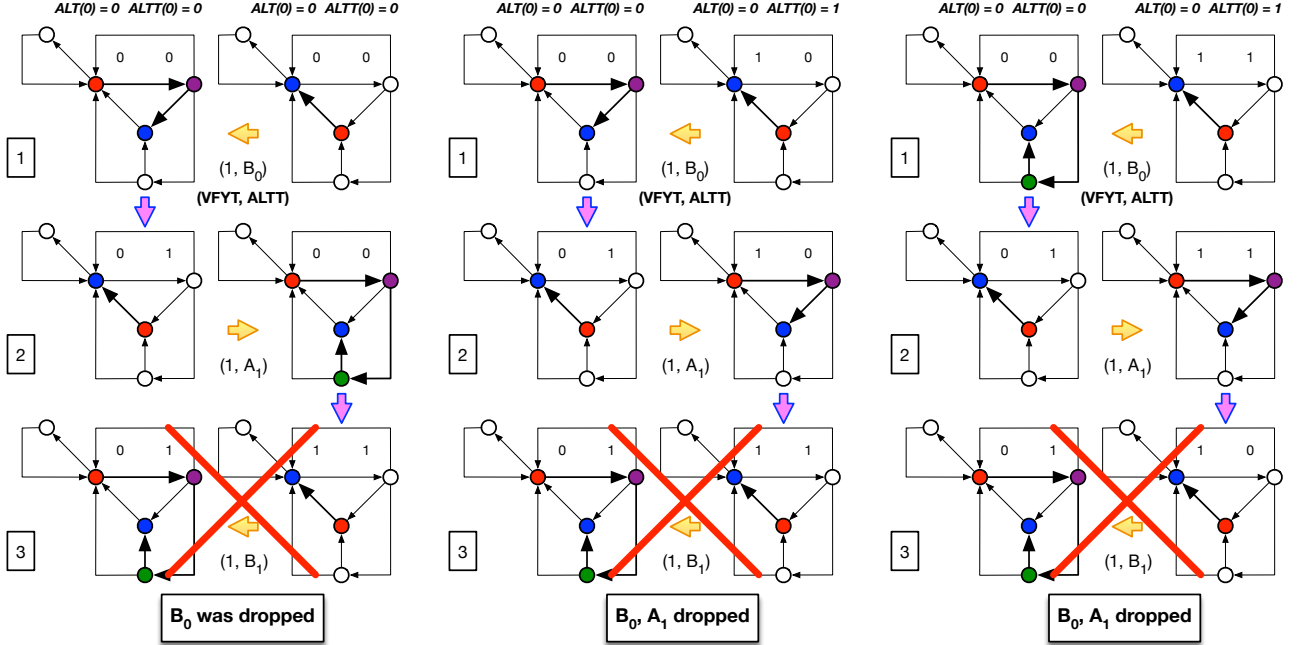 ALT(0) = 0 ALTT(0) = 0 ALT(0) = 0 ALTT(0) = 0 ALT(0) = 0 ALTT(0) = 0 ALT(0) = 0 ALTT(0) = 1 ALT(0) = 0 ALTT(0) = 0 ALT(0) = 0 ALTT(0) = 1
0 0 0 0 0 0 1 0 0 0 1 1
1 (1, B₀) 1 (1, B₀) 1 (1, B₀)
(VFYT, ALTT) (VFYT, ALTT) (VFYT, ALTT)
0 1 0 0 0 1 1 0 0 1 1 1
2 (1, A₁) 2 (1, A₁) 2 (1, A₁)
0 1 1 1 0 1 1 1 0 1 1 0
3 (1, B₁) 3 (1, B₁) 3 (1, B₁)
B₀ was dropped B₀, A₁ dropped B₀, A₁ dropped